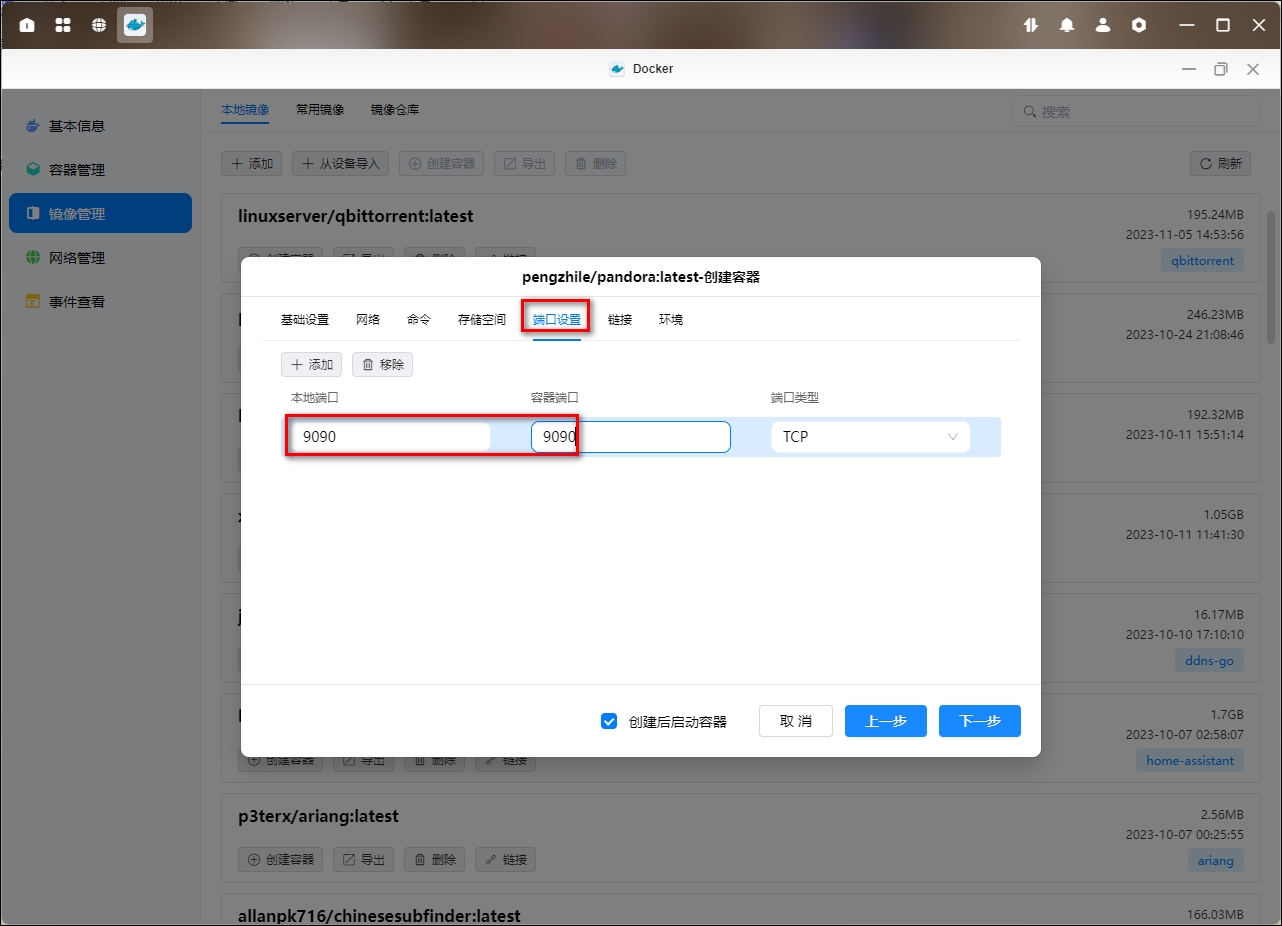 Docker
本地镜像 常用镜像 镜像仓库
搜索
基本信息
容器管理
镜像管理
网络管理
事件查看
添加 从设备导入 创建容器 导出 删除 刷新
linuxserver/qbittorrent:latest
195.24MB
2023-11-05 14:53:56
qbittorrent
创建容器 导出 删除 链接
pengzhile/pandora:latest-创建容器
基础设置 网络 命令 存储空间 端口设置 链接 环境
添加 移除
本地端口 容器端口 端口类型
9090 9090 TCP
创建后启动容器 取 消 上一步 下一步
246.23MB
2023-10-24 21:08:46
192.32MB
2023-10-11 15:51:14
1.05GB
2023-10-11 11:41:30
16.17MB
2023-10-10 17:10:10
ddns-go
1.7GB
2023-10-07 02:58:07
home-assistant
创建容器 导出 删除 链接
p3terx/ariang:latest
2.56MB
2023-10-07 00:25:55
ariang
创建容器 导出 删除 链接
allanpk716/chinesesubfinder:latest
166.03MB